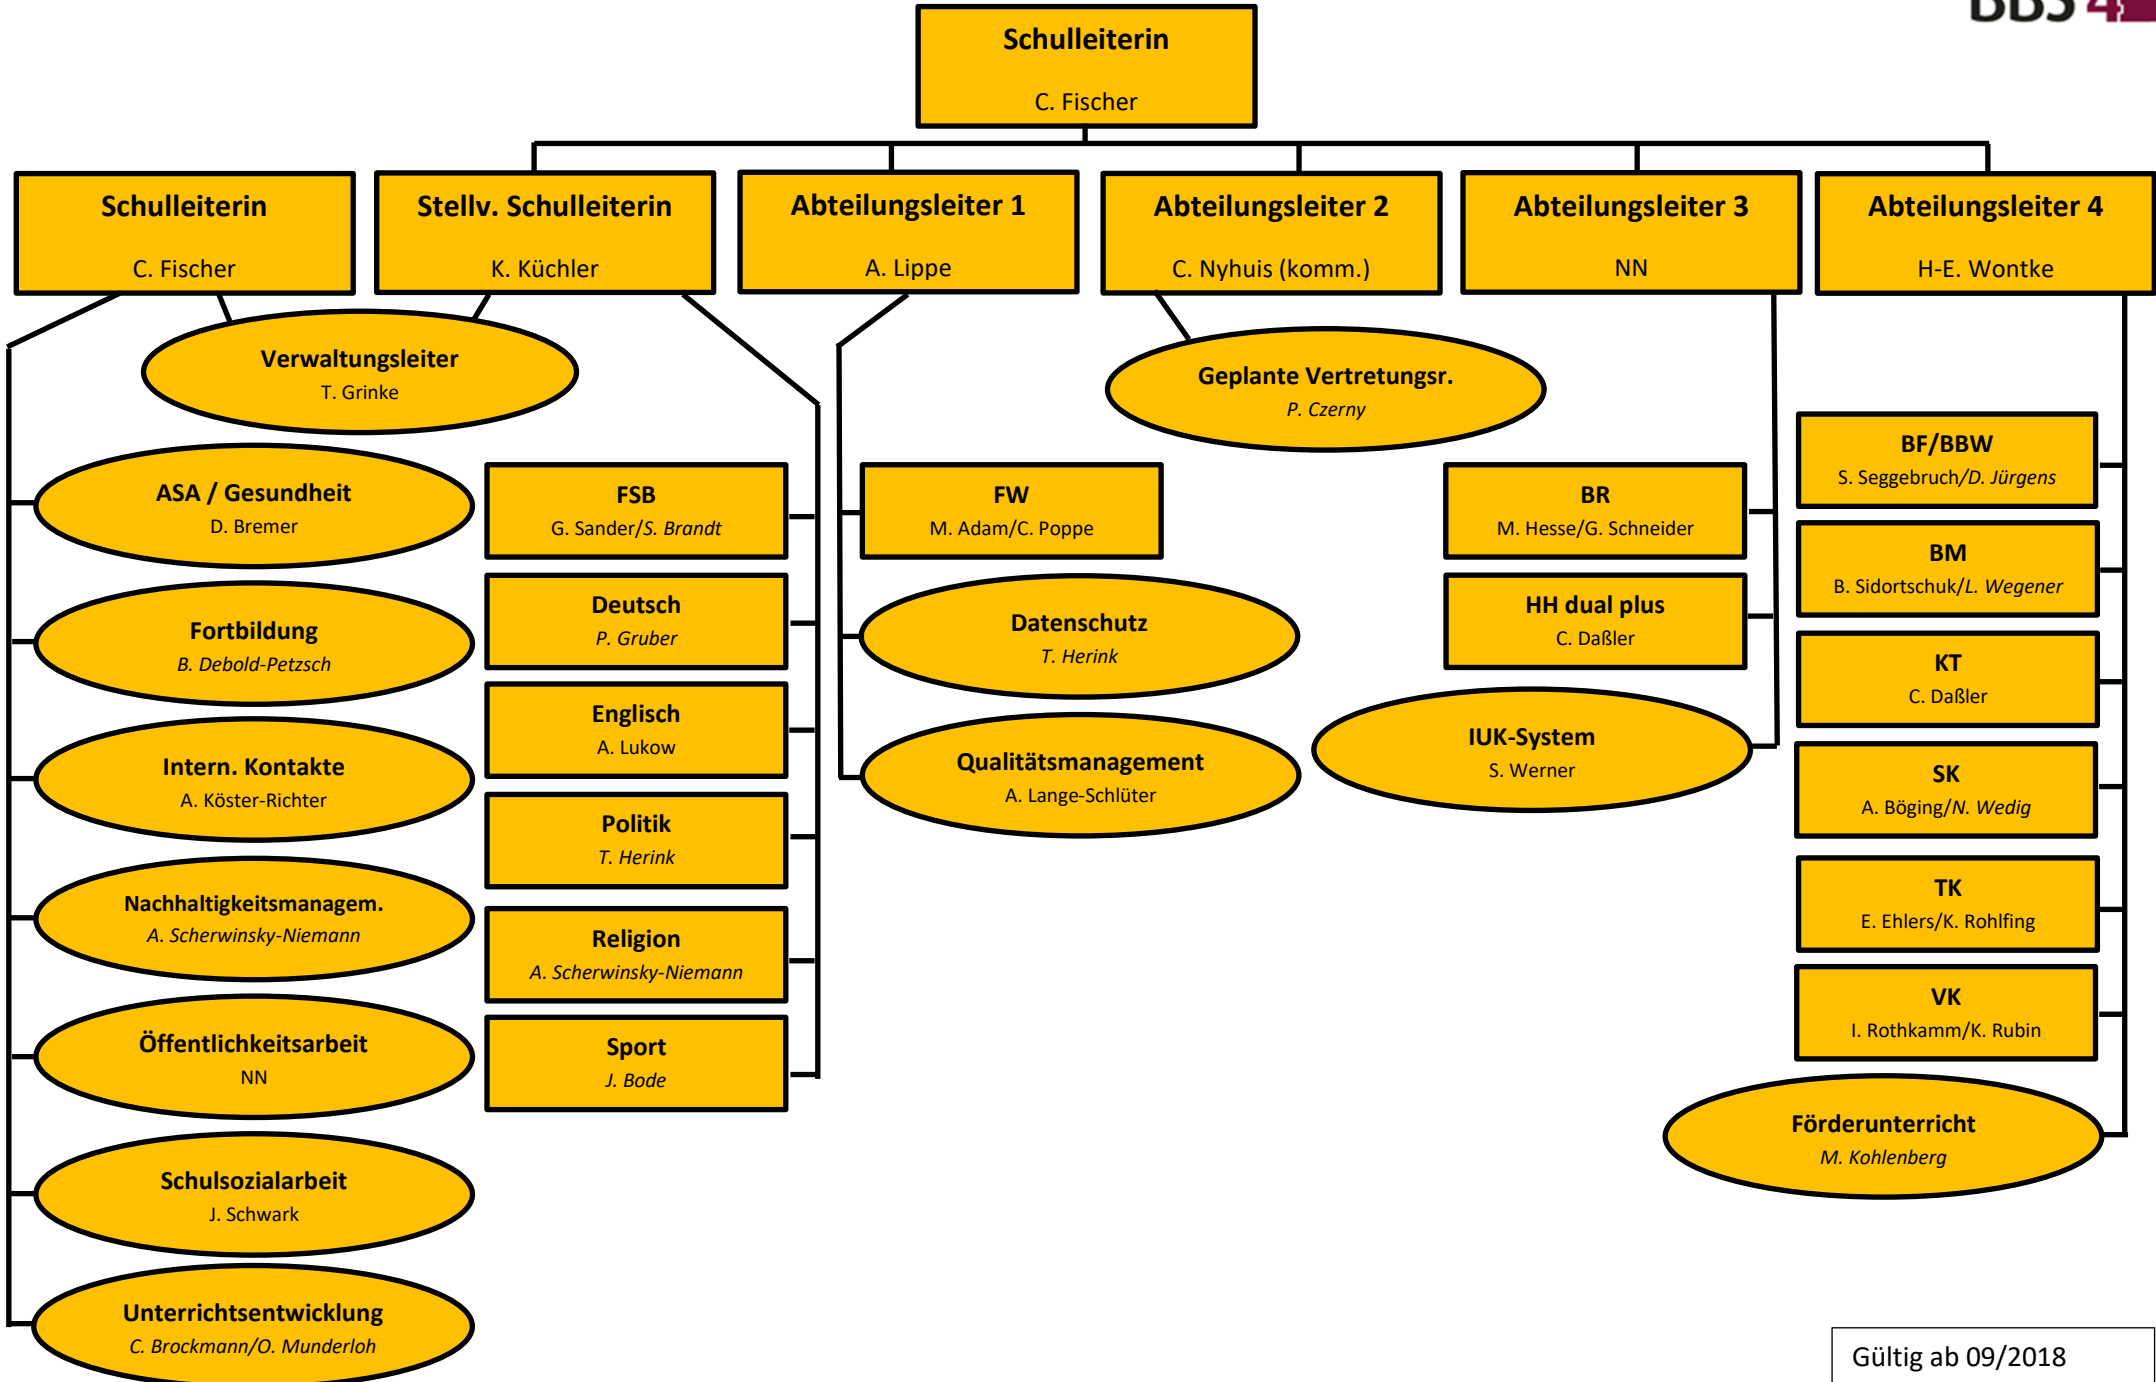 BBS 4
Schulleiterin
C. Fischer
Schulleiterin
C. Fischer
Stellv. Schulleiterin
K. Küchler
Abteilungsleiter 1
A. Lippe
Abteilungsleiter 2
C. Nyhuis (komm.)
Abteilungsleiter 3
NN
Abteilungsleiter 4
H-E. Wontke
Verwaltungsleiter
T. Grinke
ASA / Gesundheit
D. Bremer
Fortbildung
B. Debold-Petzsch
Intern. Kontakte
A. Köster-Richter
Nachhaltigkeitsmanagem.
A. Scherwinsky-Niemann
Öffentlichkeitsarbeit
NN
Schulsozialarbeit
J. Schwark
Unterrichtsentwicklung
C. Brockmann/O. Munderloh
FSB
G. Sander/S. Brandt
Deutsch
P. Gruber
Englisch
A. Lukow
Politik
T. Herink
Religion
A. Scherwinsky-Niemann
Sport
J. Bode
FW
M. Adam/C. Poppe
Datenschutz
T. Herink
Qualitätsmanagement
A. Lange-Schlüter
Geplante Vertretungsr.
P. Czerny
BR
M. Hesse/G. Schneider
HH dual plus
C. Daßler
IUK-System
S. Werner
BF/BBW
S. Seggebruch/D. Jürgens
BM
B. Sidortschuk/L. Wegener
KT
C. Daßler
SK
A. Böging/N. Wedig
TK
E. Ehlers/K. Rohlfing
VK
I. Rothkamm/K. Rubin
Förderunterricht
M. Kohlenberg
Gültig ab 09/2018